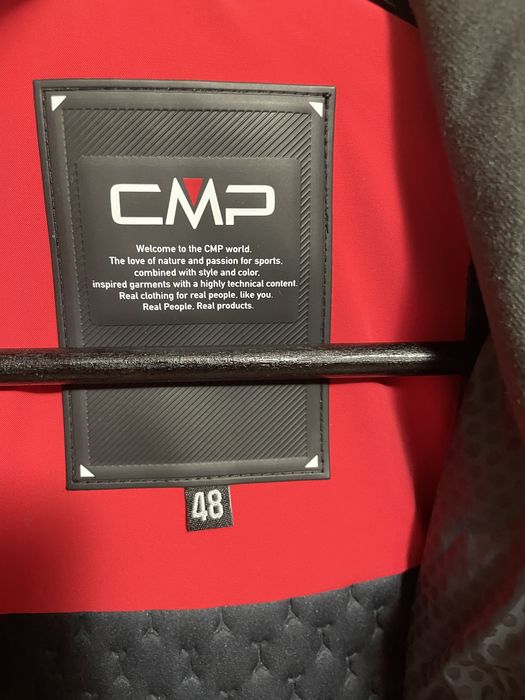 CMP
Welcome to the CMP world.
The love of nature and passion for sports,
combined with style and color,
inspired garments with a highly technical content.
Real clothing for real people, like you.
Real People. Real products.
48